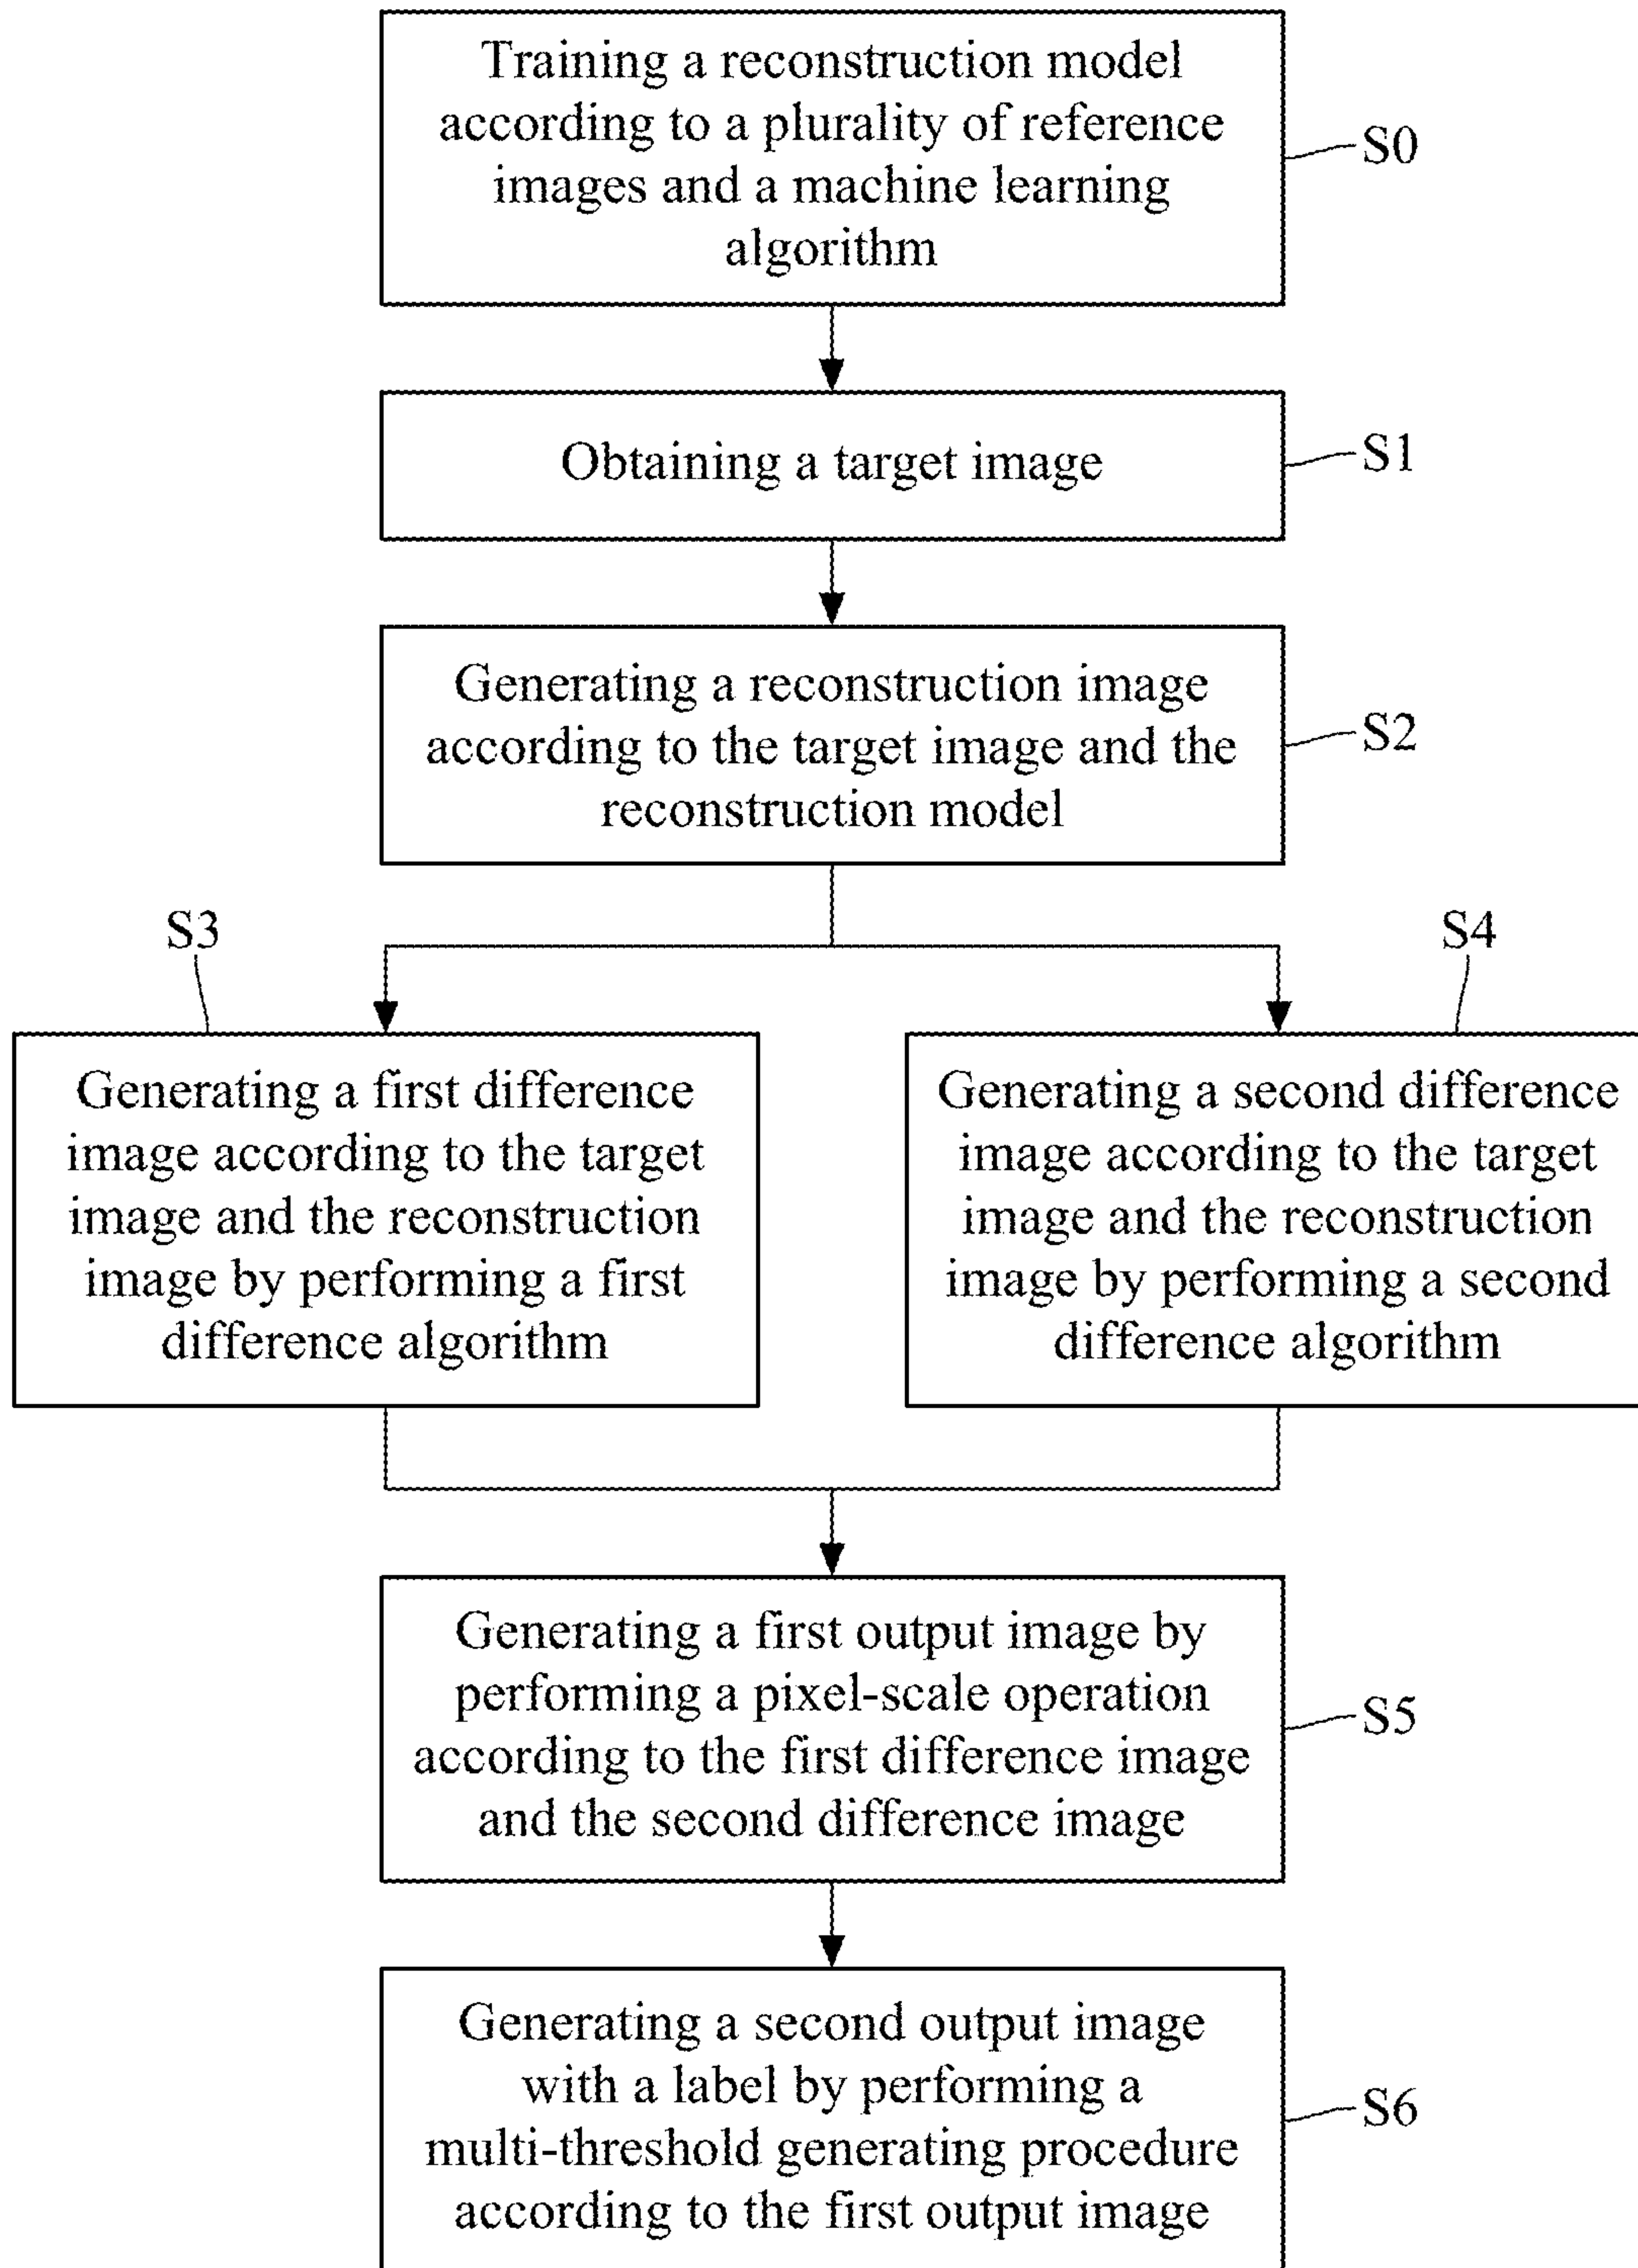 Training a reconstruction model
according to a plurality of reference
images and a machine learning
algorithm
S0
Obtaining a target image
S1
Generating a reconstruction image
according to the target image and the
reconstruction model
S2
S3
Generating a first difference
image according to the target
image and the reconstruction
image by performing a first
difference algorithm
S4
Generating a second difference
image according to the target
image and the reconstruction
image by performing a second
difference algorithm
Generating a first output image by
performing a pixel-scale operation
according to the first difference image
and the second difference image
S5
Generating a second output image
with a label by performing a
multi-threshold generating procedure
according to the first output image
S6